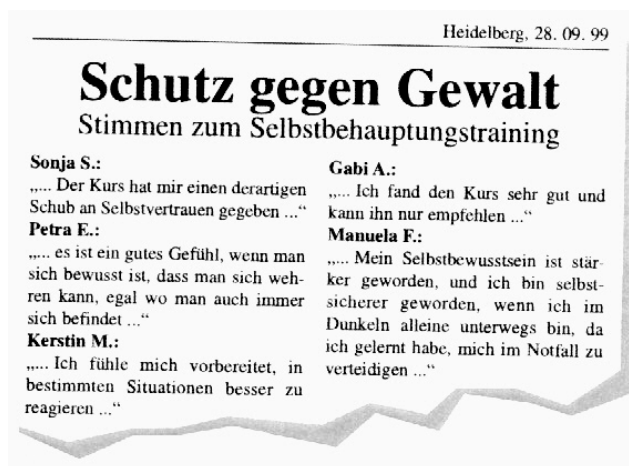 Heidelberg, 28. 09. 99
Schutz gegen Gewalt
Stimmen zum Selbstbehauptungstraining
Sonja S.:
„... Der Kurs hat mir einen derartigen
Schub an Selbstvertrauen gegeben ...“
Petra E.:
„... es ist ein gutes Gefühl, wenn man
sich bewusst ist, dass man sich weh-
ren kann, egal wo man auch immer
sich befindet ...“
Kerstin M.:
„... Ich fühle mich vorbereitet, in
bestimmten Situationen besser zu
reagieren ...“
Gabi A.:
„... Ich fand den Kurs sehr gut und
kann ihn nur empfehlen ...“
Manuela F.:
„... Mein Selbstbewusstsein ist stär-
ker geworden, und ich bin selbst-
sicherer geworden, wenn ich im
Dunkeln alleine unterwegs bin, da
ich gelernt habe, mich im Notfall zu
verteidigen ...“